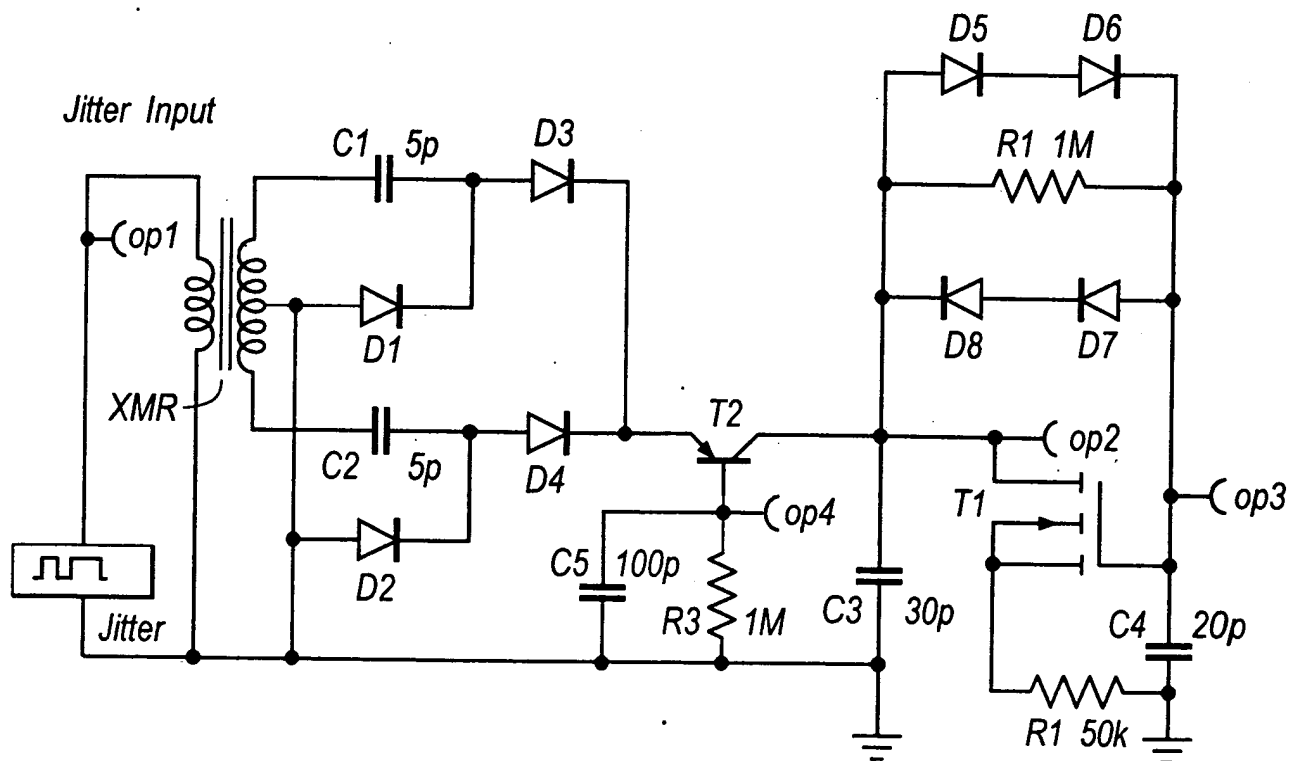 D5 D6
Jitter Input
C1 5p D3
R1 1M
op1
D1
D8 D7
XMR
T2
C2 5p D4
op2
T1
op3
op4
D2
C5 100p
R3 1M
C3 30p
C4 20p
Jitter
R1 50k